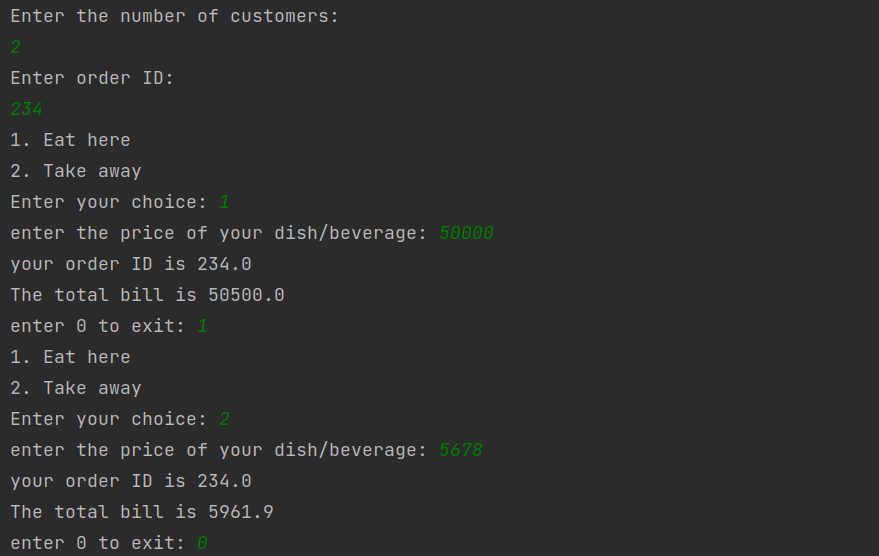 Enter the number of customers:
2
Enter order ID:
234
1. Eat here
2. Take away
Enter your choice: 1
enter the price of your dish/beverage: 50000
your order ID is 234.0
The total bill is 50500.0
enter 0 to exit: 1
1. Eat here
2. Take away
Enter your choice: 2
enter the price of your dish/beverage: 5678
your order ID is 234.0
The total bill is 5961.9
enter 0 to exit: 0